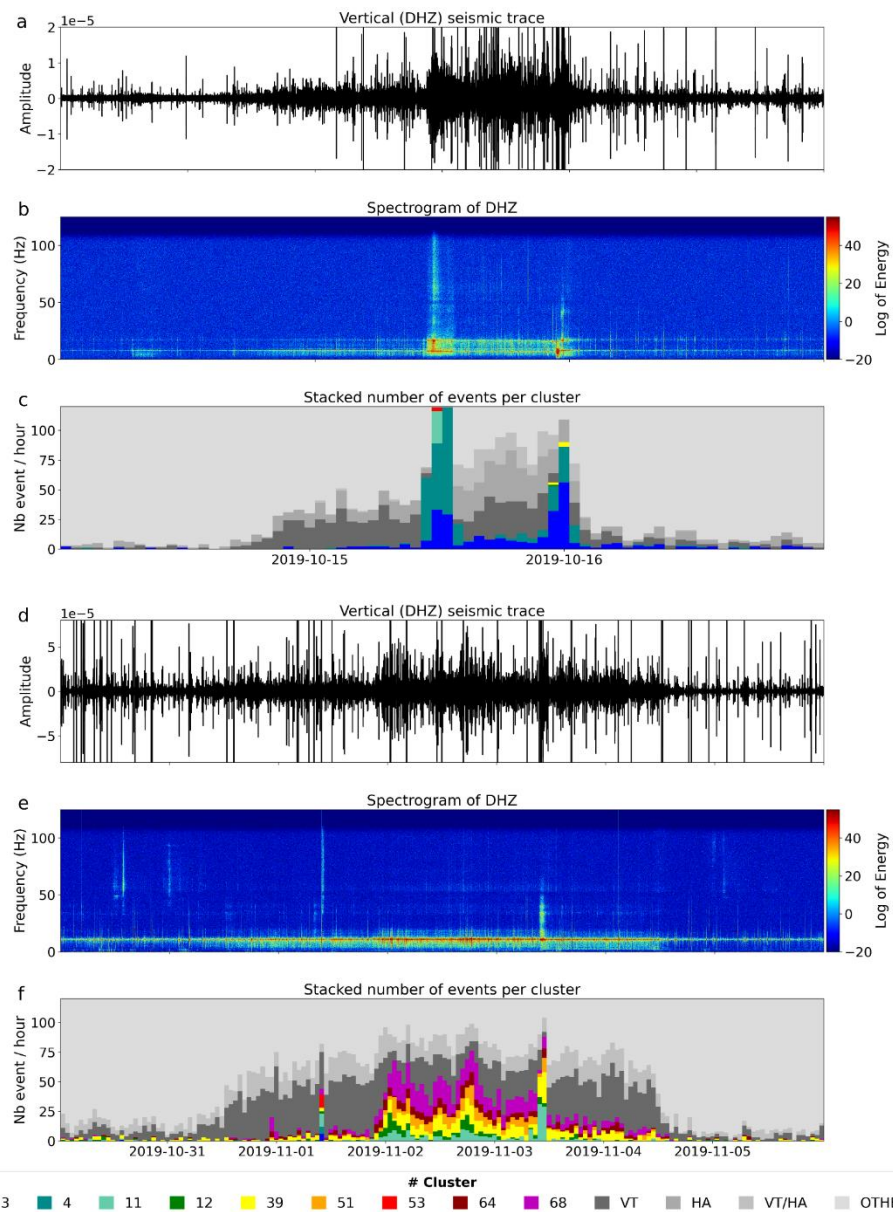 a
Vertical (DHZ) seismic trace
1e-5
2
1
0
−1
−2
Amplitude
b
Spectrogram of DHZ
100
50
0
Frequency (Hz)
40
20
0
−20
Log of Energy
c
Stacked number of events per cluster
100
75
50
25
0
Nb event / hour
2019-10-15 2019-10-16
d
Vertical (DHZ) seismic trace
1e-5
5
0
−5
Amplitude
e
Spectrogram of DHZ
100
50
0
Frequency (Hz)
40
20
0
−20
Log of Energy
f
Stacked number of events per cluster
100
75
50
25
0
Nb event / hour
2019-10-31 2019-11-01 2019-11-02 2019-11-03 2019-11-04 2019-11-05
# Cluster
3 4 11 12 39 51 53 64 68 VT HA VT/HA OTHE